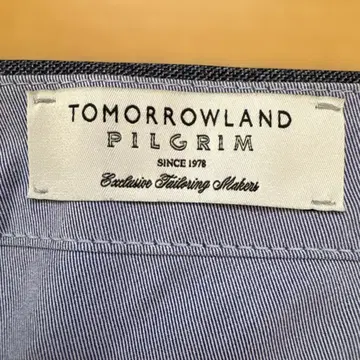 TOMORROWLAND
PILGRIM
SINCE 1978
Exclusive Tailoring Makers